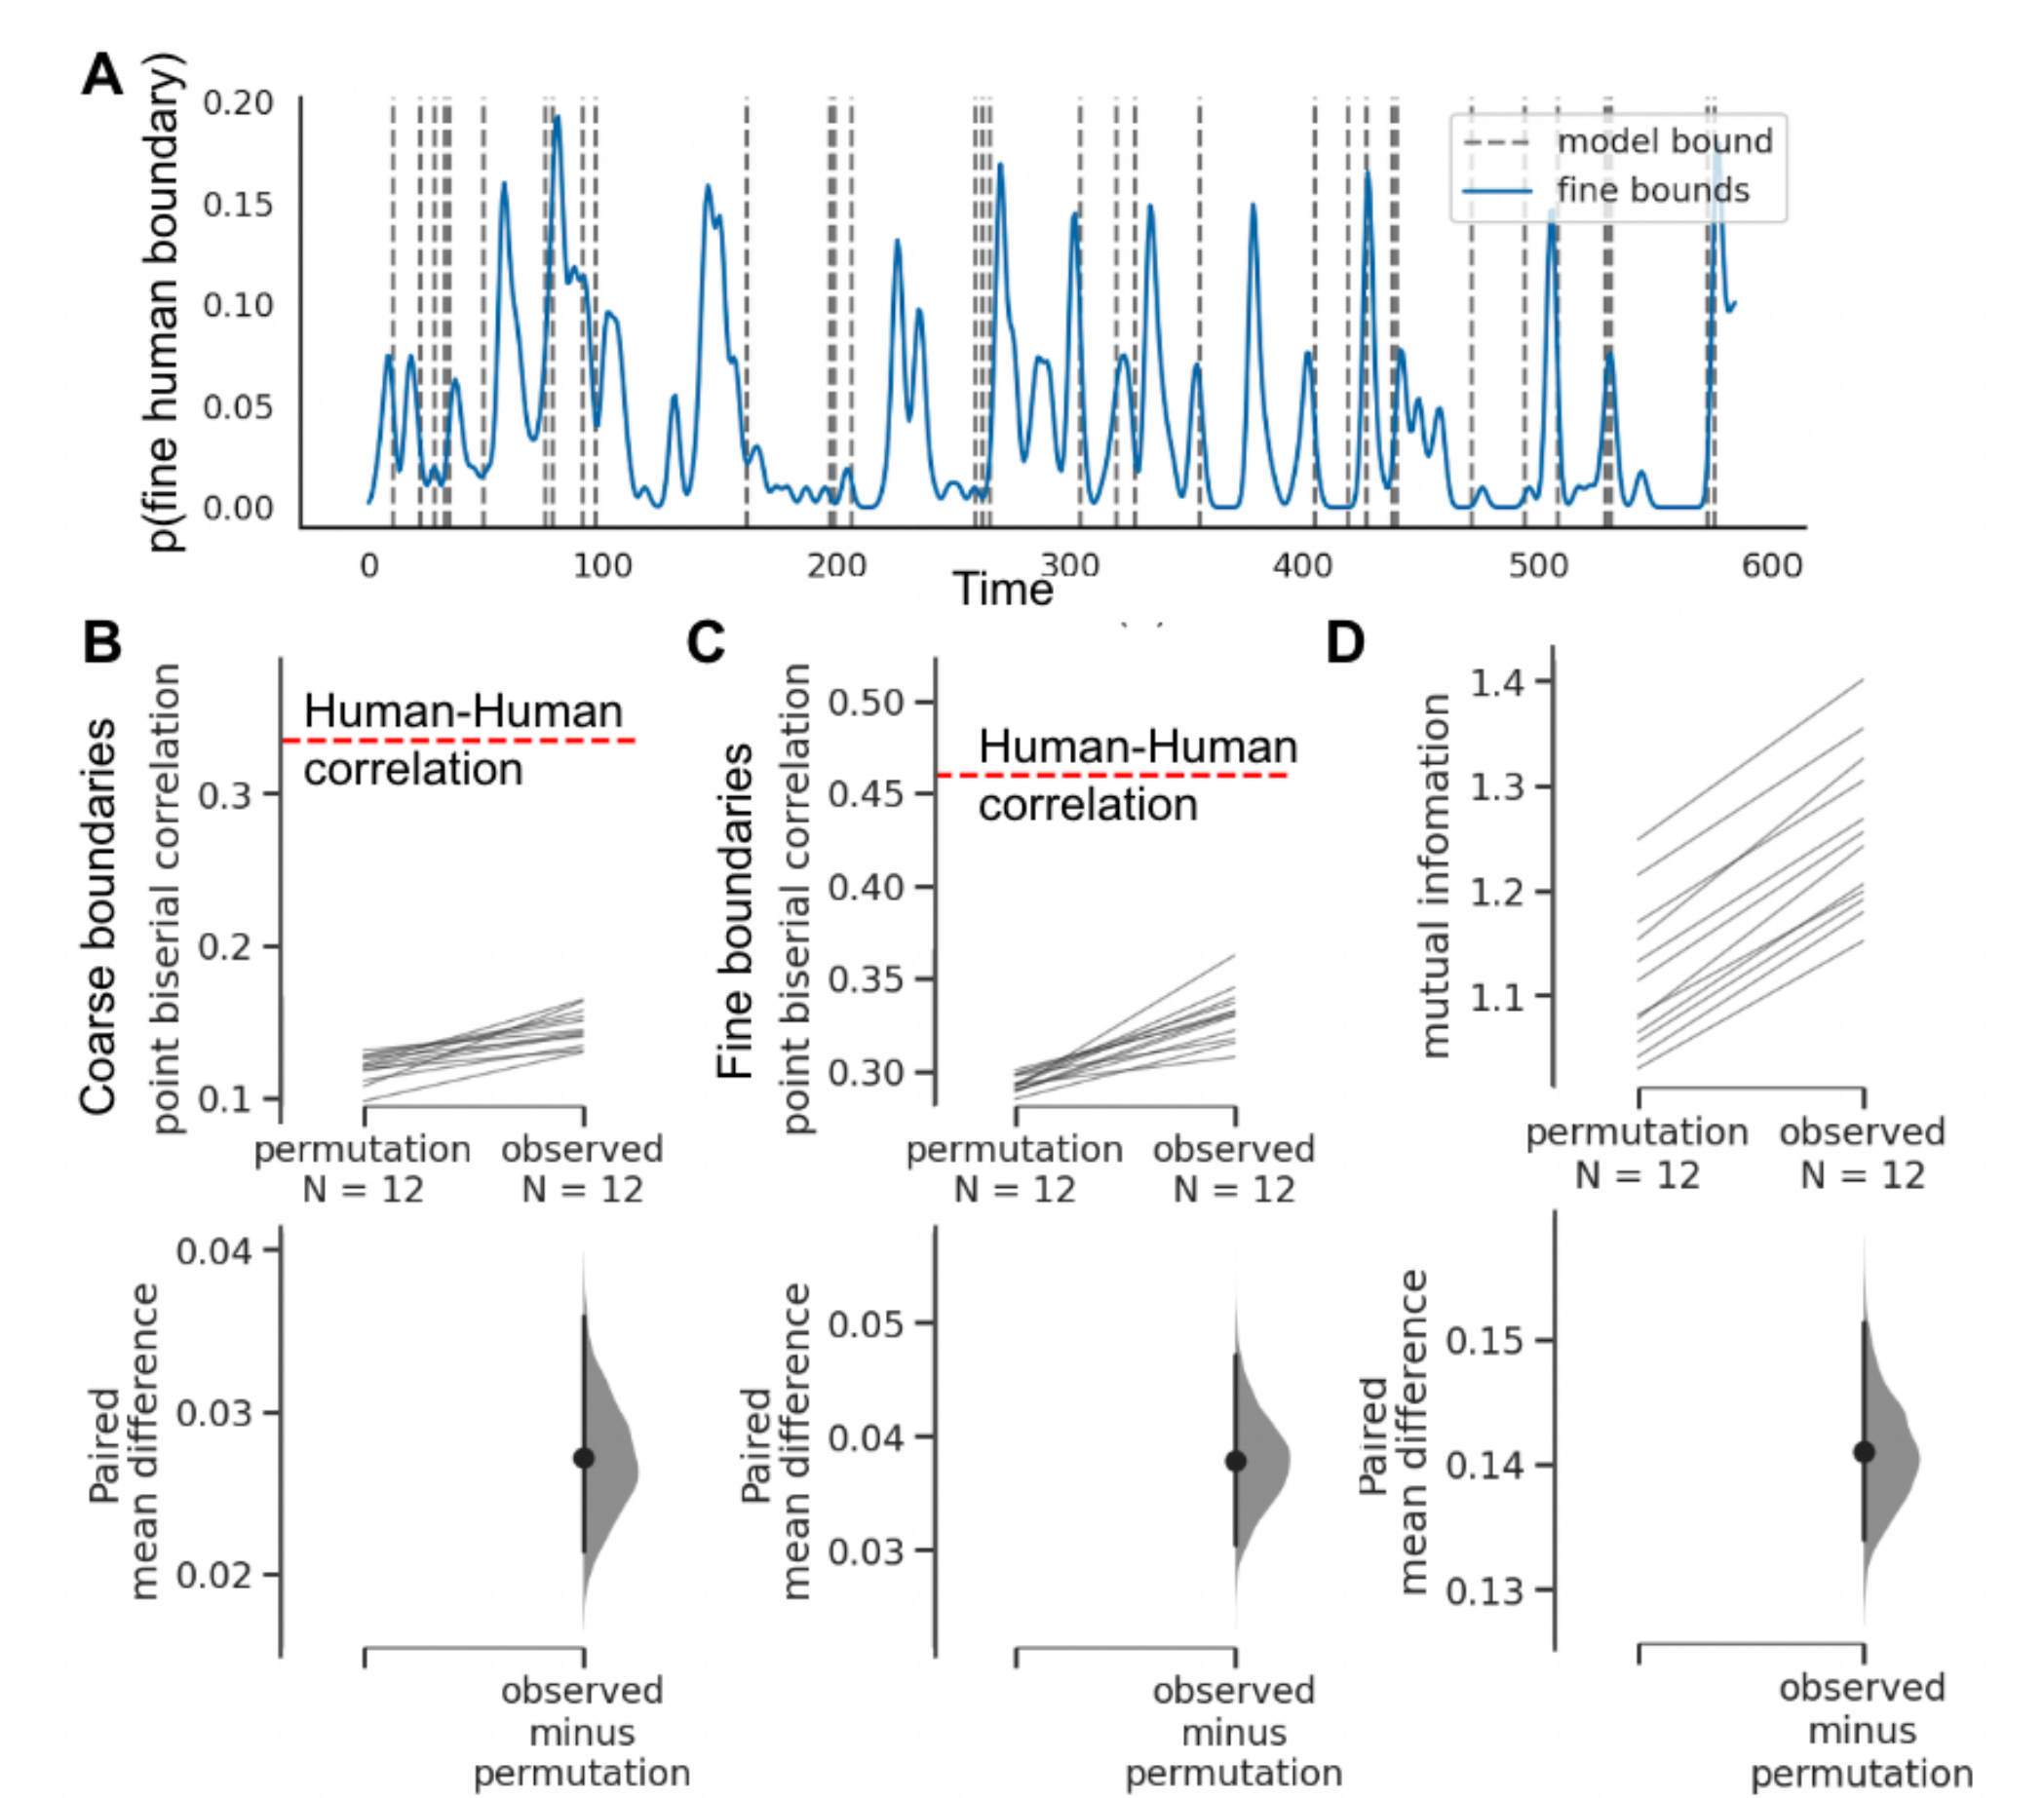 A
p(fine human boundary)
0.20
0.15
0.10
0.05
0.00
model bound
fine bounds
0 100 200 300 400 500 600
Time
B
Coarse boundaries
point biserial correlation
0.3
0.2
0.1
Human-Human
correlation
permutation observed
N = 12 N = 12
C
Fine boundaries
point biserial correlation
0.50
0.45
0.40
0.35
0.30
Human-Human
correlation
permutation observed
N = 12 N = 12
D
mutual infomation
1.4
1.3
1.2
1.1
permutation observed
N = 12 N = 12
Paired
mean difference
0.04
0.03
0.02
observed
minus
permutation
Paired
mean difference
0.05
0.04
0.03
observed
minus
permutation
Paired
mean difference
0.15
0.14
0.13
observed
minus
permutation